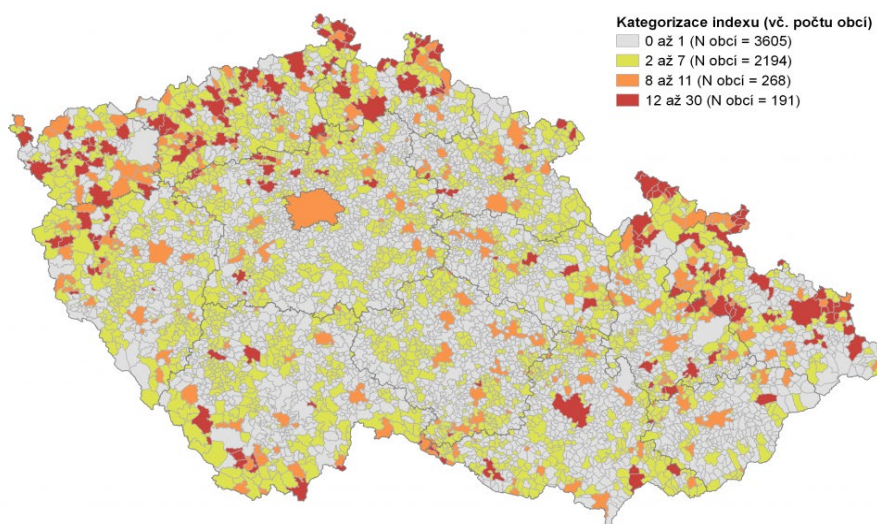 Kategorizace indexu (vč. počtu obcí)
0 až 1 (N obcí = 3605)
2 až 7 (N obcí = 2194)
8 až 11 (N obcí = 268)
12 až 30 (N obcí = 191)